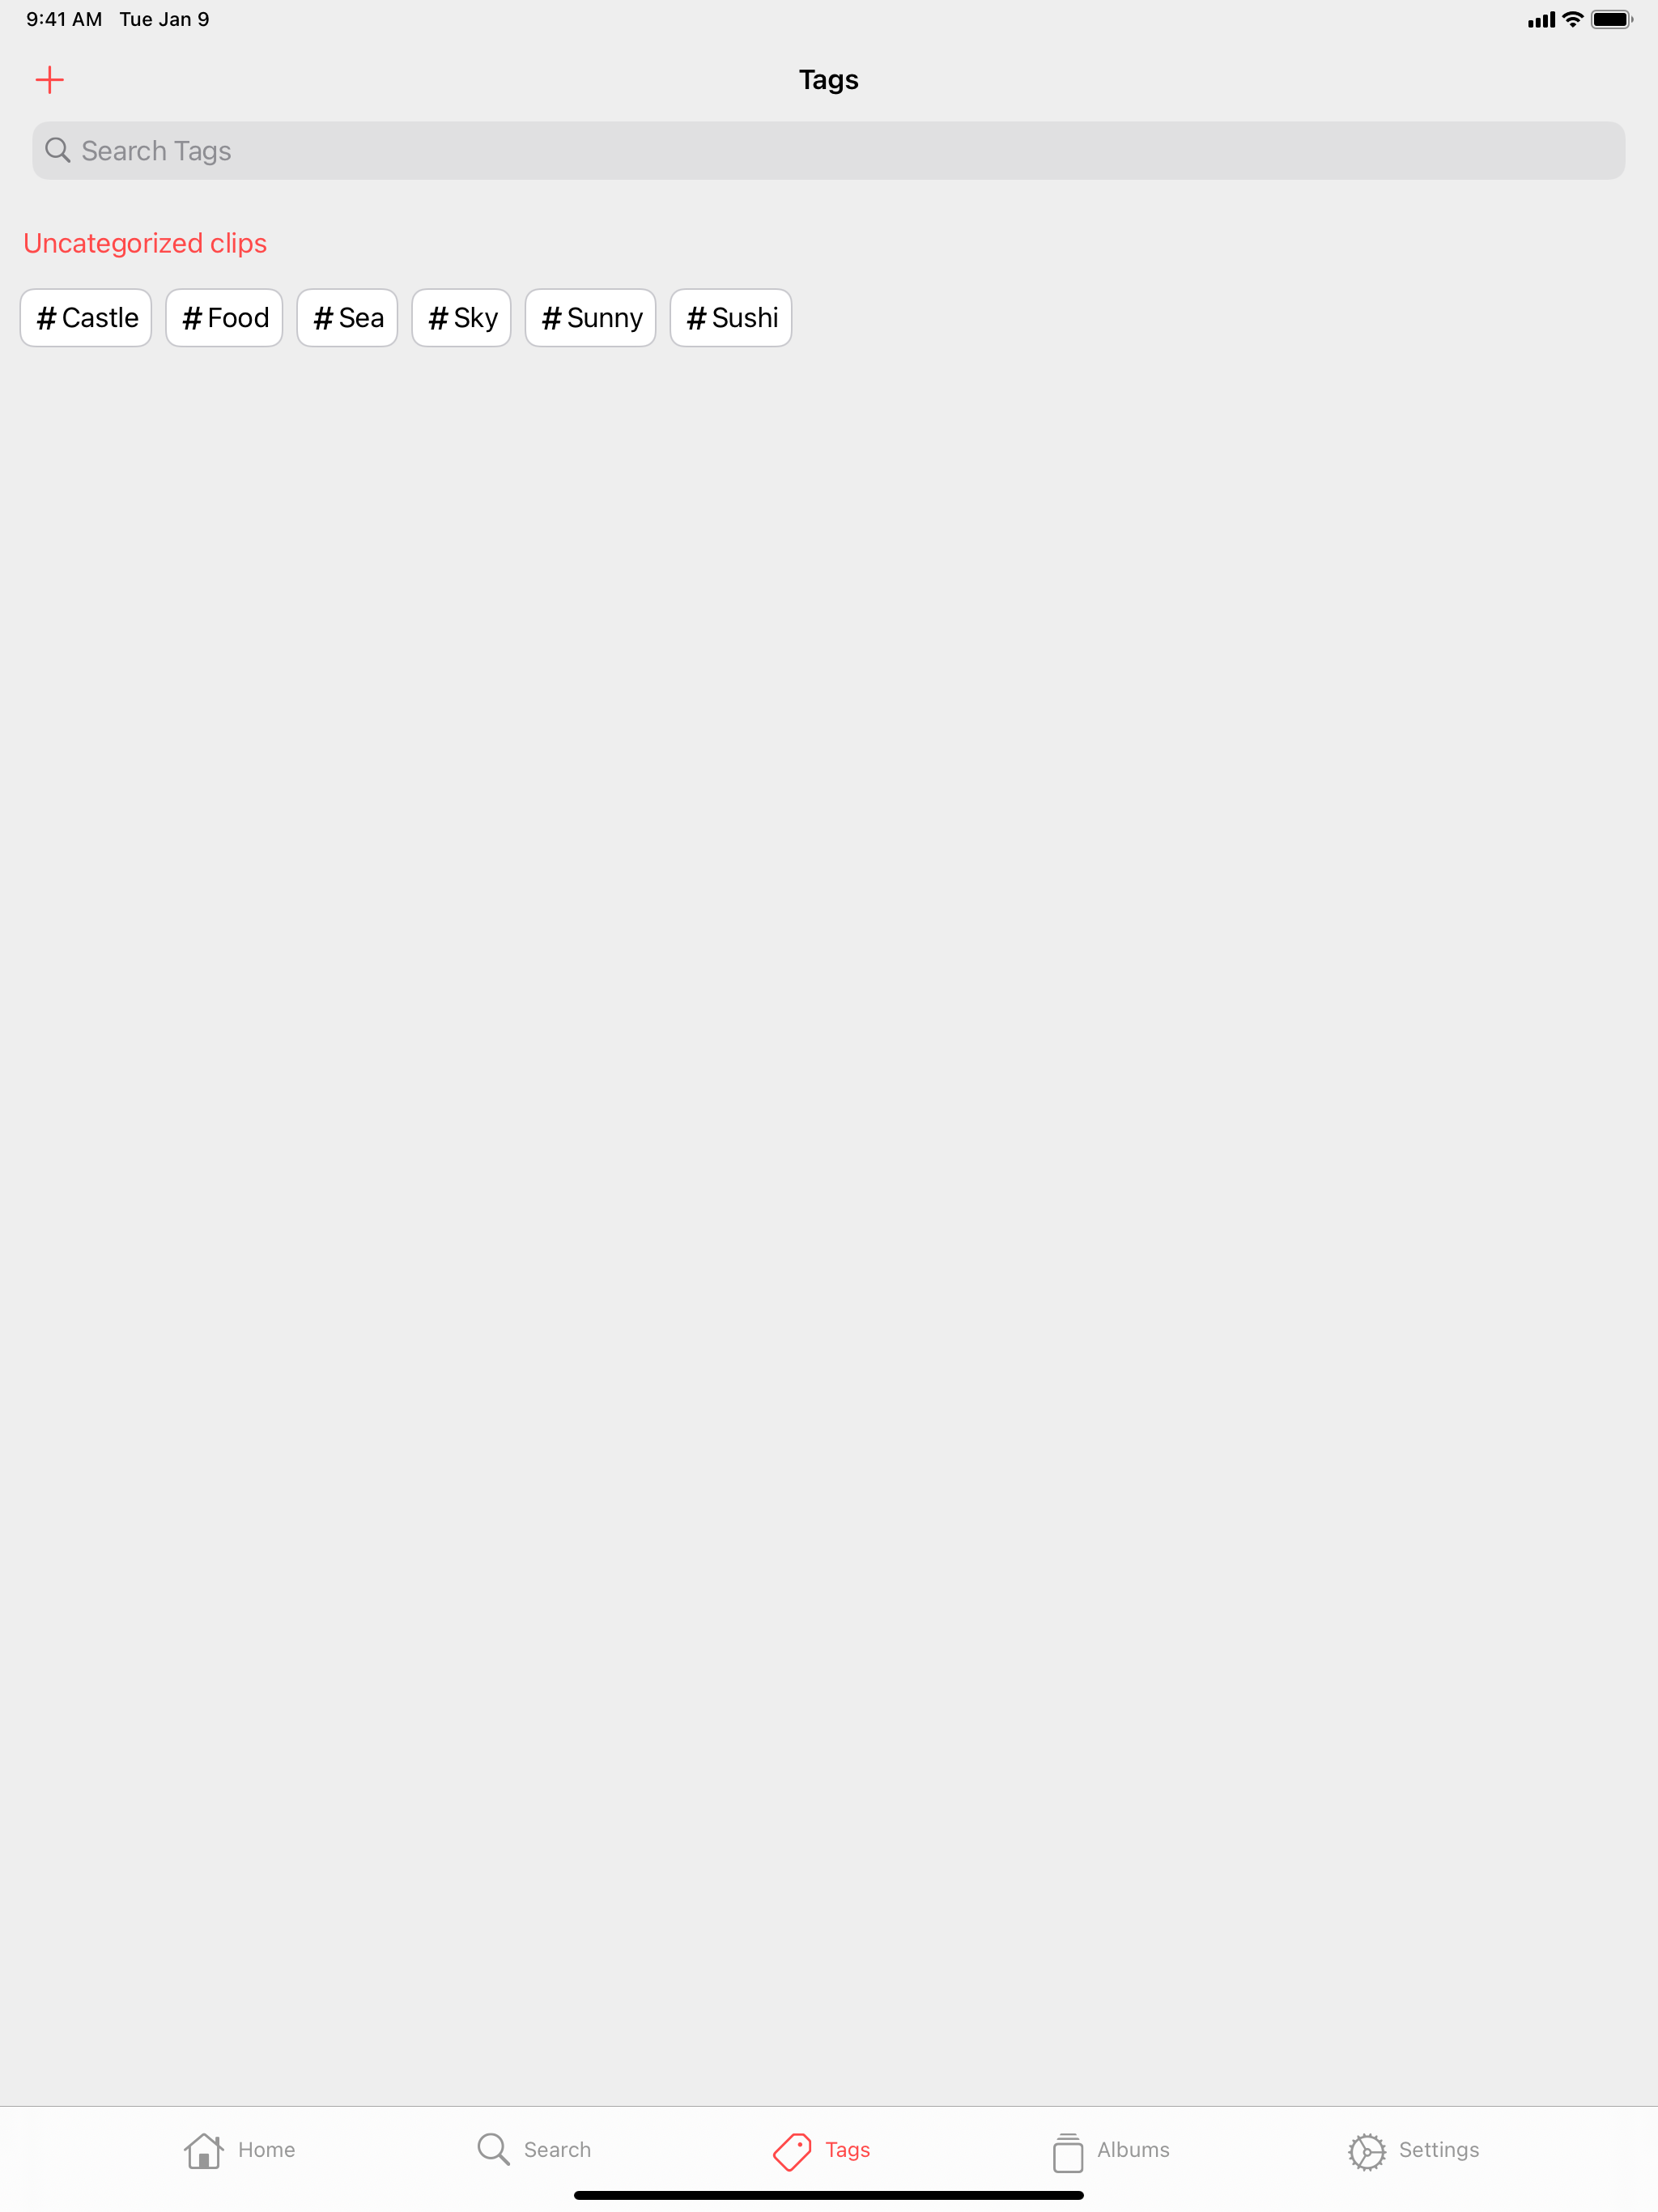 9:41 AM Tue Jan 9
Tags
Search Tags
Uncategorized clips
# Castle # Food # Sea # Sky # Sunny # Sushi
Home Search Tags Albums Settings